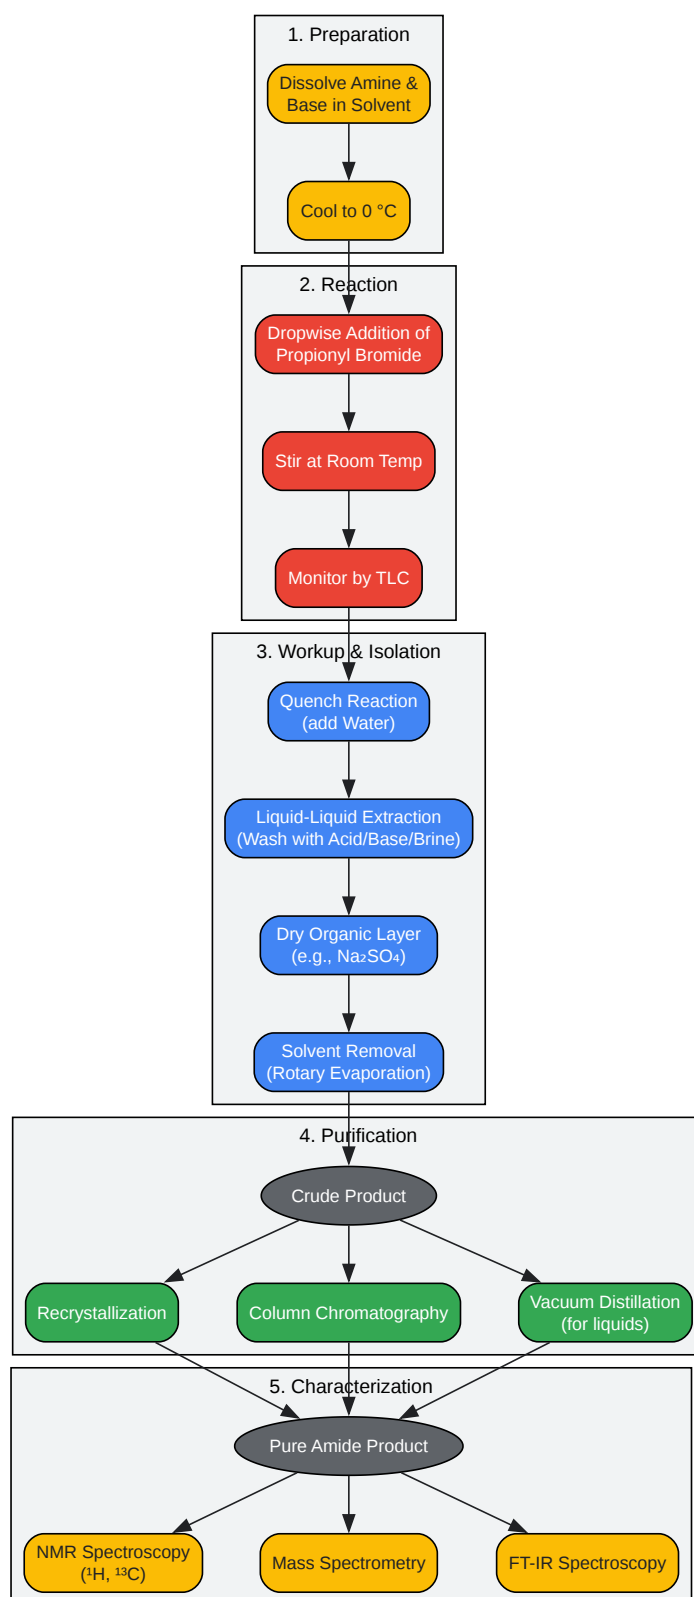 1. Preparation
Dissolve Amine &
Base in Solvent
Cool to 0 °C
2. Reaction
Dropwise Addition of
Propionyl Bromide
Stir at Room Temp
Monitor by TLC
3. Workup & Isolation
Quench Reaction
(add Water)
Liquid-Liquid Extraction
(Wash with Acid/Base/Brine)
Dry Organic Layer
(e.g., Na₂SO₄)
Solvent Removal
(Rotary Evaporation)
4. Purification
Crude Product
Recrystallization
Column Chromatography
Vacuum Distillation
(for liquids)
5. Characterization
Pure Amide Product
NMR Spectroscopy
(¹H, ¹³C)
Mass Spectrometry
FT-IR Spectroscopy